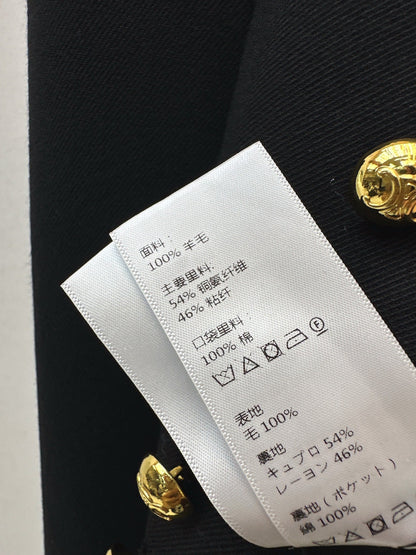 面料：
100% 羊毛
主要里料：
54% 铜氨纤维
46% 粘纤
口袋里料：
100% 棉
表地
毛 100%
裏地
キュプロ 54%
レーヨン 46%
裏地 ( ポケット )
綿 100%